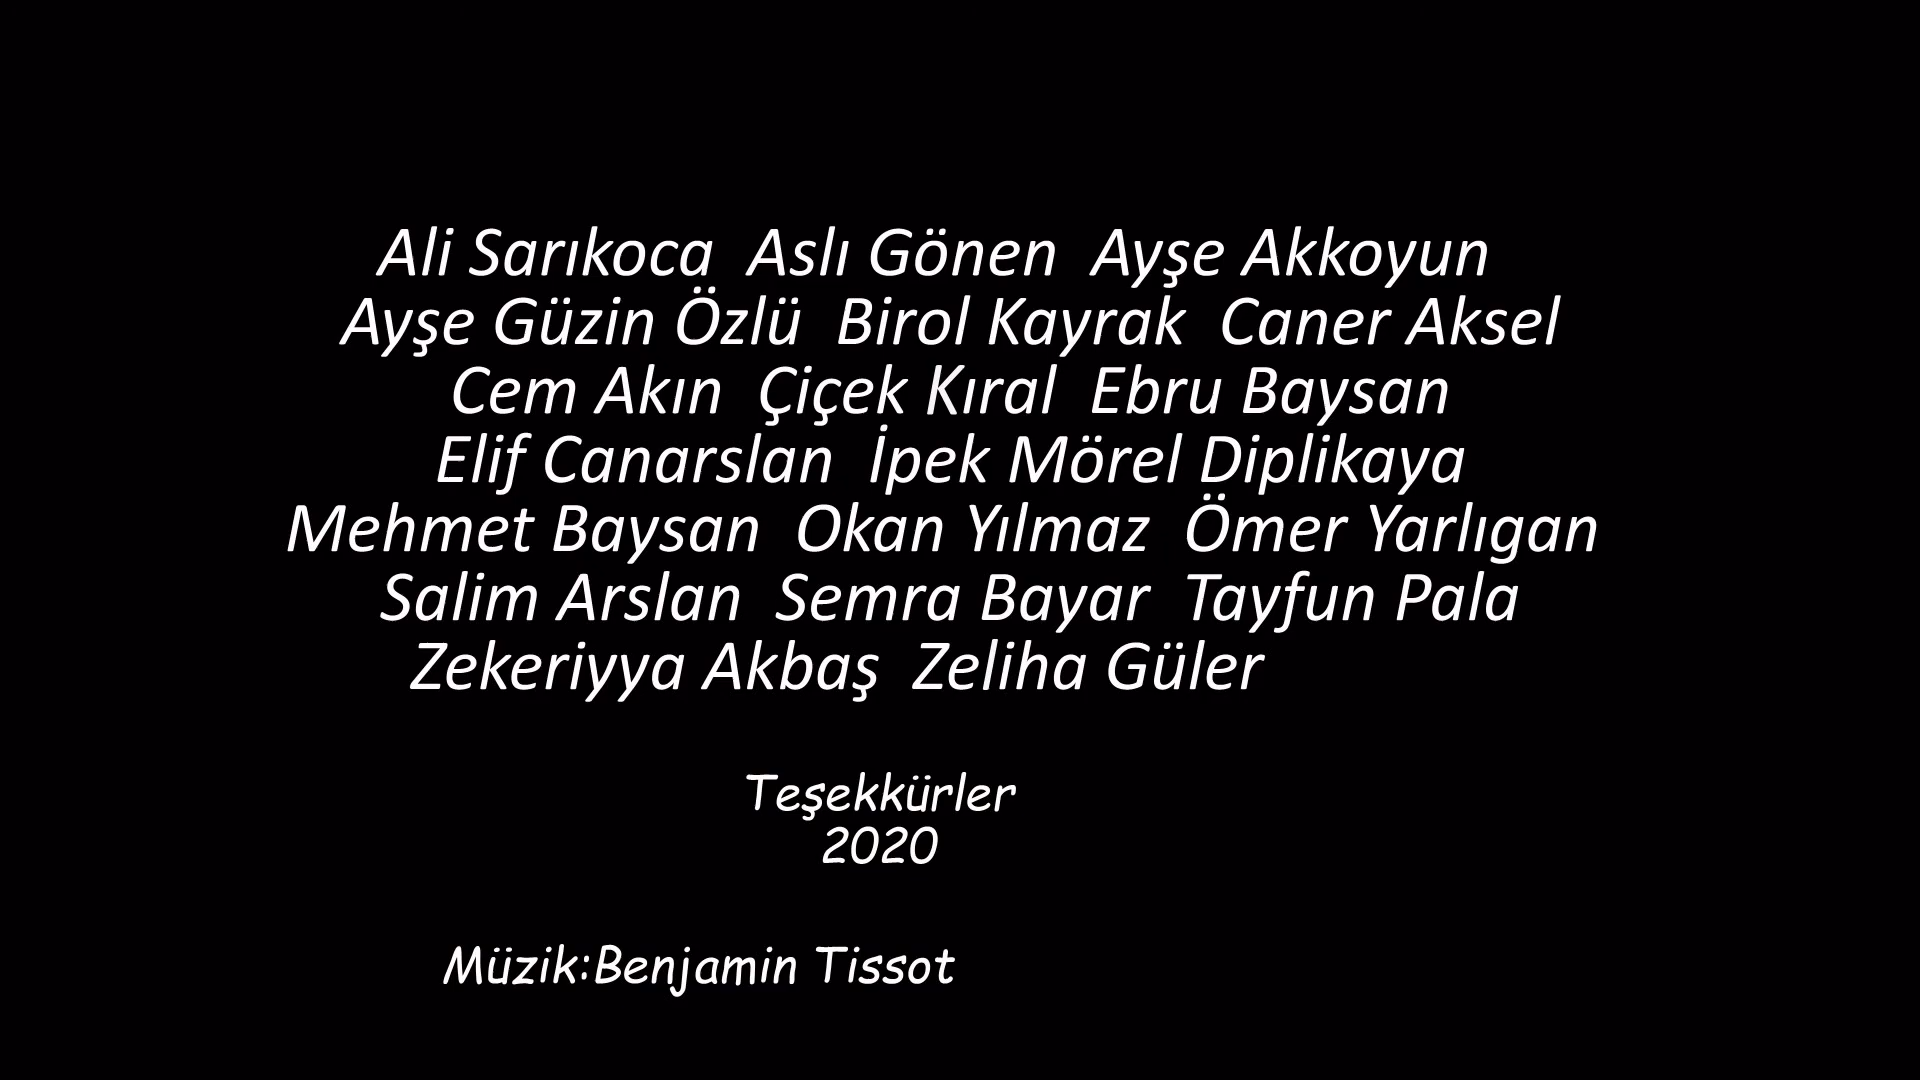 Ali Sarıkoca  Aslı Gönen  Ayşe Akkoyun
Ayşe Güzin Özlü  Birol Kayrak  Caner Aksel
Cem Akın  Çiçek Kıral  Ebru Baysan
Elif Canarslan  İpek Mörel Diplikaya
Mehmet Baysan  Okan Yılmaz  Ömer Yarlıgan
Salim Arslan  Semra Bayar  Tayfun Pala
Zekeriyya Akbaş  Zeliha Güler
Teşekkürler
2020
Müzik:Benjamin Tissot